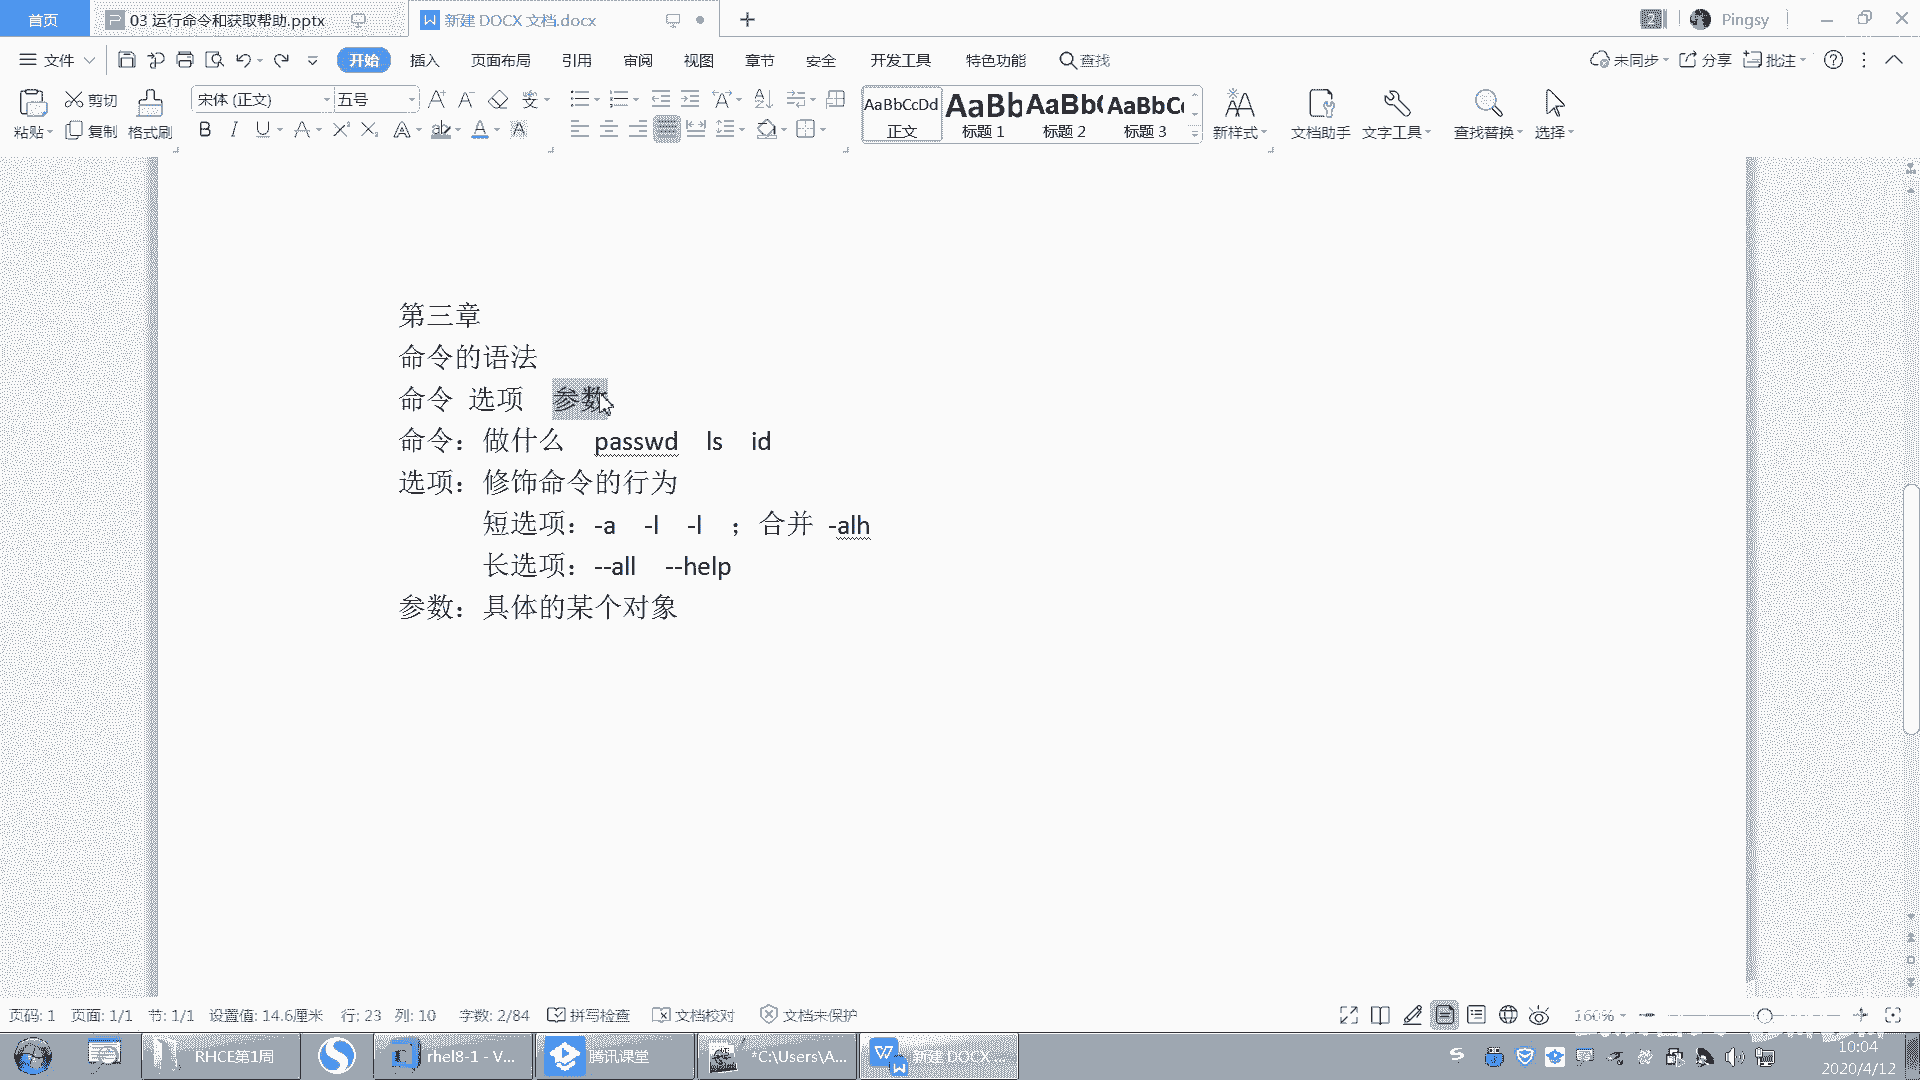 首页
03 运行命令和获取帮助.pptx
新建 DOCX 文档.docx
Pingsy
文件
开始
插入
页面布局
引用
审阅
视图
章节
安全
开发工具
特色功能
查找
未同步
分享
批注
粘贴
剪切
复制
格式刷
宋体 (正文)
五号
AaBbCcDd
正文
AaBb
标题 1
AaBb(
标题 2
AaBbC
标题 3
新样式
文档助手
文字工具
查找替换
选择
第三章
命令的语法
命令 选项 参数
命令：做什么 passwd ls id
选项：修饰命令的行为
短选项：-a -l -l ；合并 -alh
长选项：--all --help
参数：具体的某个对象
页码: 1 页面: 1/1 节: 1/1 设置值: 14.6厘米 行: 23 列: 10 字数: 2/84 拼写检查 文档校对 文档未保护
160%
RHCE第1周
rhel8-1 - V...
腾讯课堂
*C:\Users\A...
新建 DOCX ...
10:04
2020/4/12